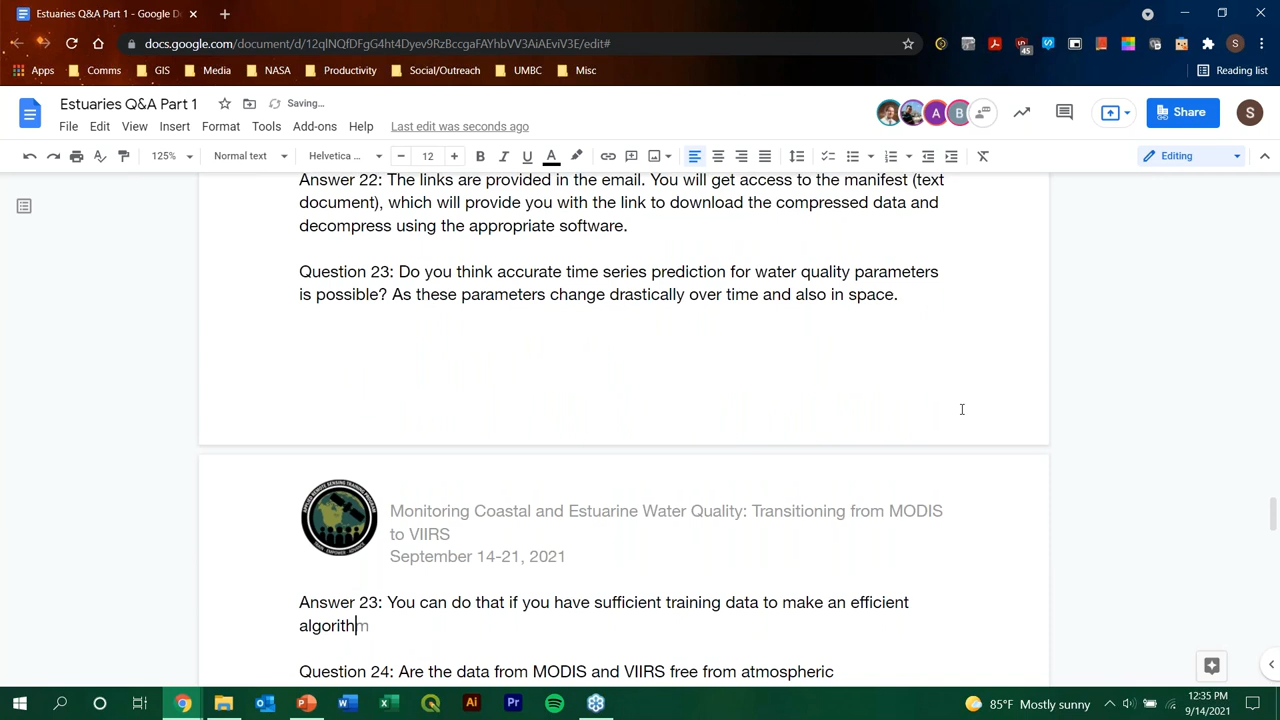 Estuaries Q&A Part 1 - Google D
docs.google.com/document/d/12qlNQfDFgG4ht4Dyev9RzBccgaFAYhbVV3AiAEviV3E/edit#
45
S
Apps
Comms
GIS
Media
NASA
Productivity
Social/Outreach
UMBC
Misc
Reading list
Estuaries Q&A Part 1
Saving...
A
B
Share
S
File Edit View Insert Format Tools Add-ons Help Last edit was seconds ago
125% Normal text Helvetica ... 12 Editing
Answer 22: The links are provided in the email. You will get access to the manifest (text
document), which will provide you with the link to download the compressed data and
decompress using the appropriate software.
Question 23: Do you think accurate time series prediction for water quality parameters
is possible? As these parameters change drastically over time and also in space.
Monitoring Coastal and Estuarine Water Quality: Transitioning from MODIS
to VIIRS
September 14-21, 2021
Answer 23: You can do that if you have sufficient training data to make an efficient
algorithm
Question 24: Are the data from MODIS and VIIRS free from atmospheric
85°F Mostly sunny
12:35 PM
9/14/2021